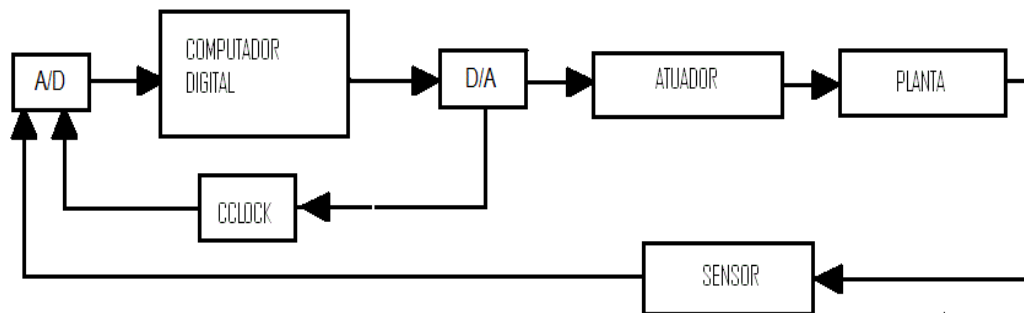 A/D
COMPUTADOR
DIGITAL
D/A
ATUADOR
PLANTA
CCLOCK
SENSOR